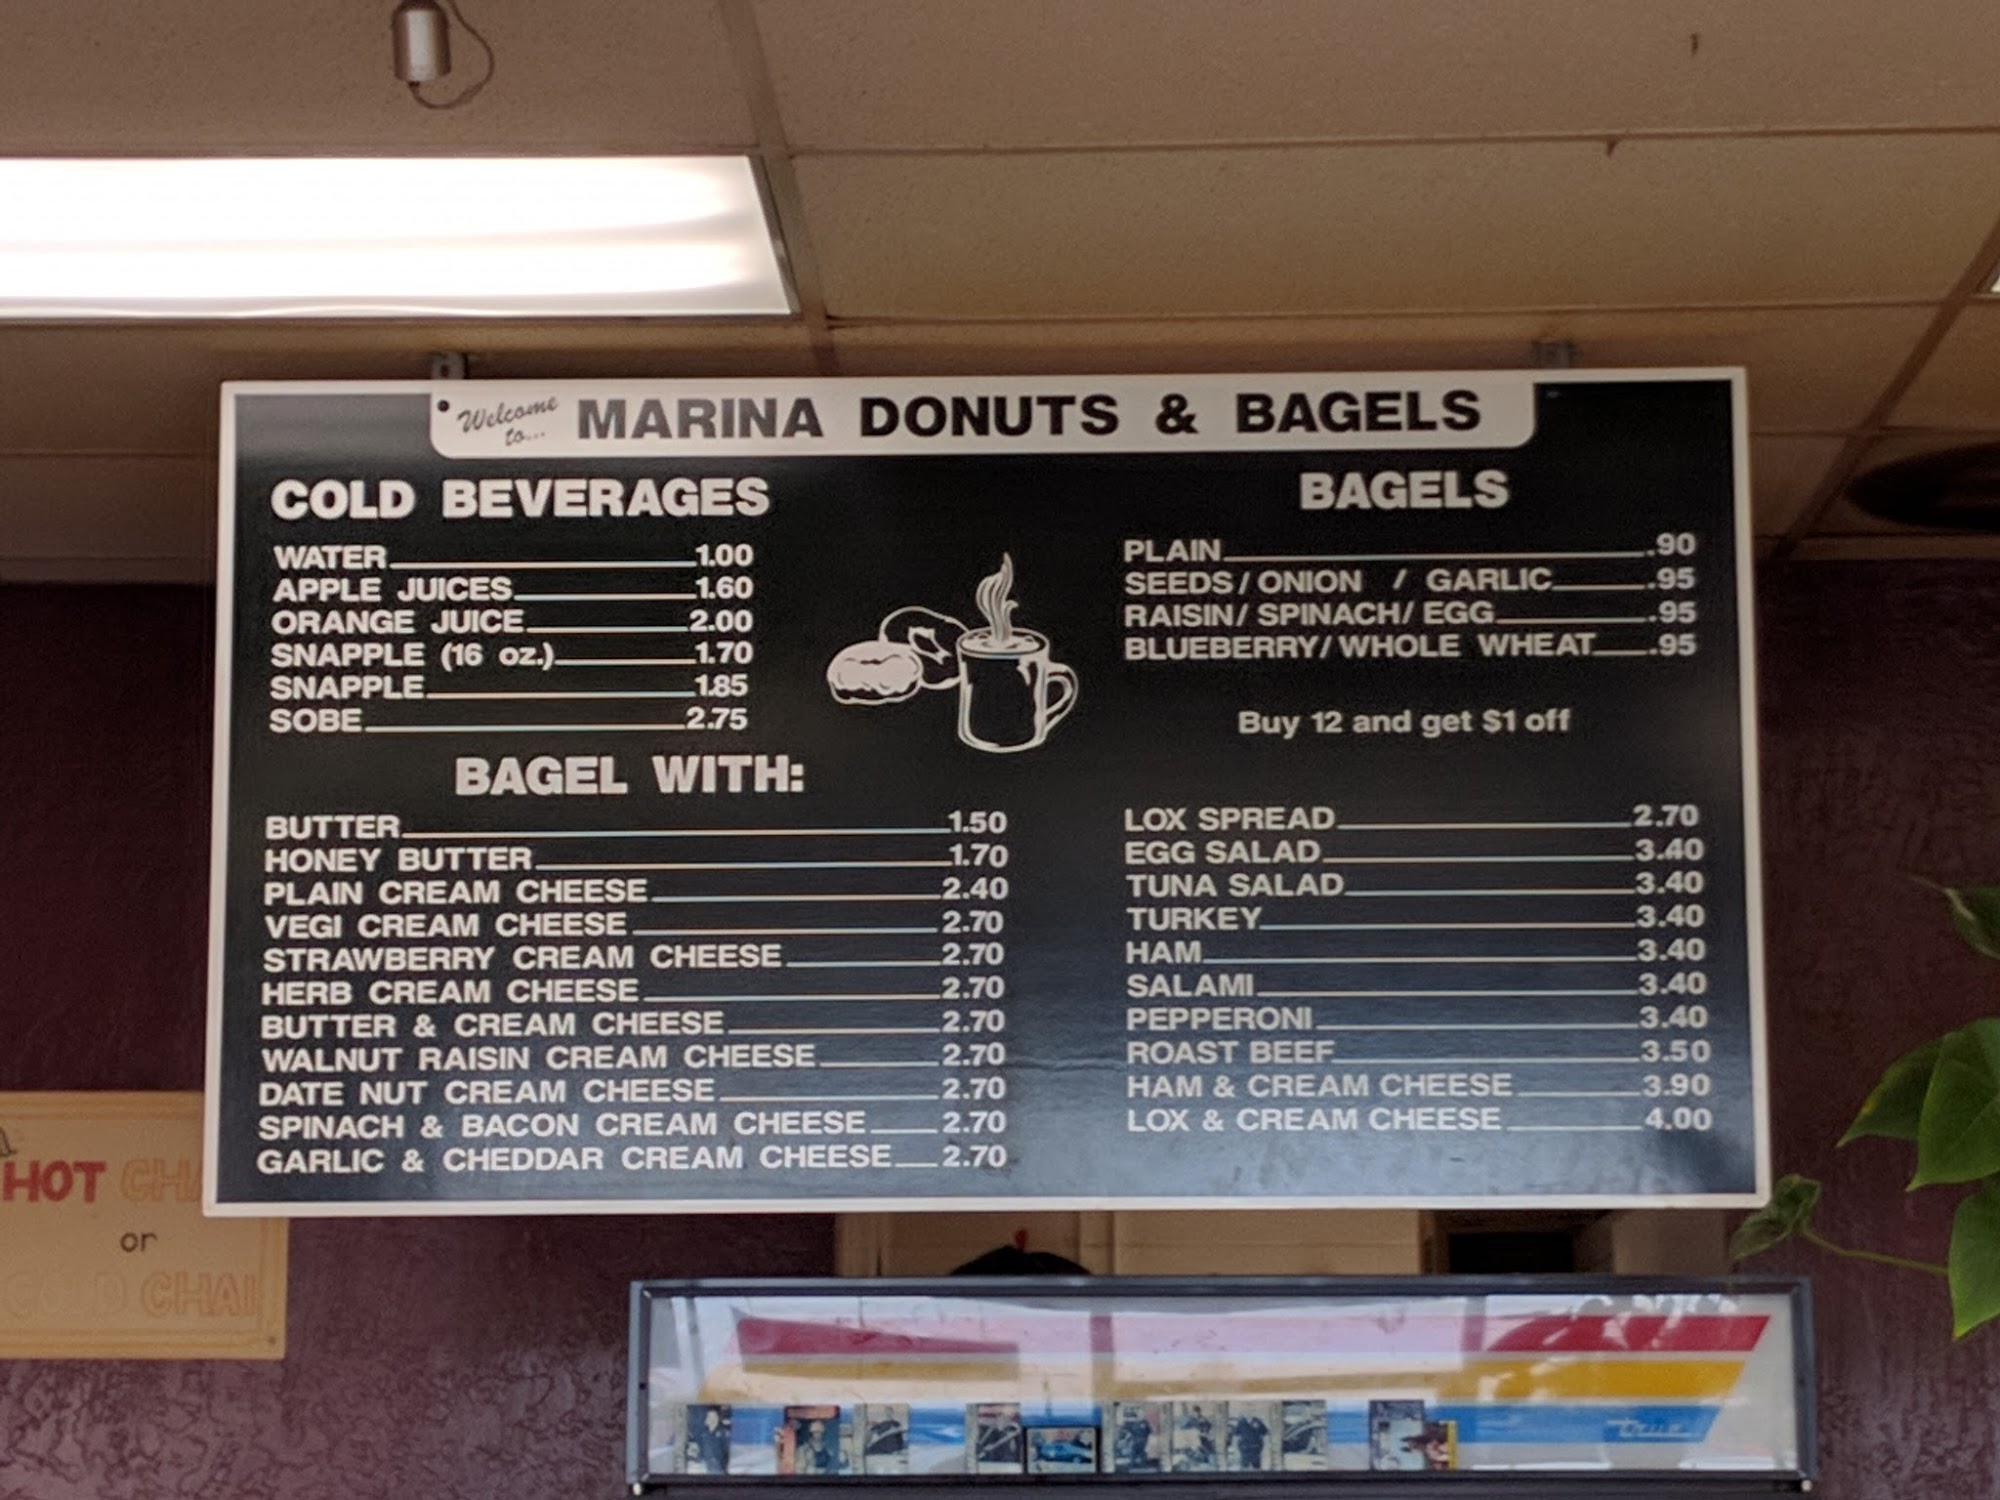 Welcome to... MARINA DONUTS & BAGELS
COLD BEVERAGES
WATER 1.00
APPLE JUICES 1.60
ORANGE JUICE 2.00
SNAPPLE (16 oz.) 1.70
SNAPPLE 1.85
SOBE 2.75
BAGELS
PLAIN .90
SEEDS / ONION / GARLIC .95
RAISIN / SPINACH / EGG .95
BLUEBERRY / WHOLE WHEAT .95
Buy 12 and get $1 off
BAGEL WITH:
BUTTER 1.50
HONEY BUTTER 1.70
PLAIN CREAM CHEESE 2.40
VEGI CREAM CHEESE 2.70
STRAWBERRY CREAM CHEESE 2.70
HERB CREAM CHEESE 2.70
BUTTER & CREAM CHEESE 2.70
WALNUT RAISIN CREAM CHEESE 2.70
DATE NUT CREAM CHEESE 2.70
SPINACH & BACON CREAM CHEESE 2.70
GARLIC & CHEDDAR CREAM CHEESE 2.70
LOX SPREAD 2.70
EGG SALAD 3.40
TUNA SALAD 3.40
TURKEY 3.40
HAM 3.40
SALAMI 3.40
PEPPERONI 3.40
ROAST BEEF 3.50
HAM & CREAM CHEESE 3.90
LOX & CREAM CHEESE 4.00
HOT CHA
or
COLD CHAI
true